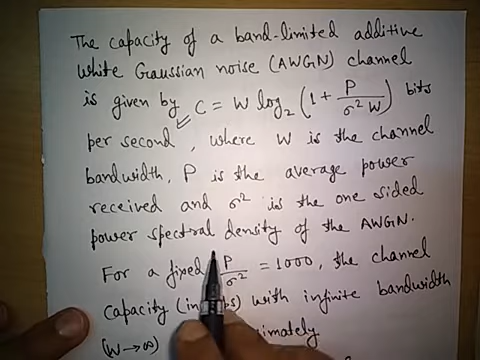 The capacity of a band-limited additive
white Gaussian noise (AWGN) channel
is given by C = W log₂ (1 + P/(σ²W)) bits
per second, where W is the channel
bandwidth, P is the average power
received and σ² is the one sided
power spectral density of the AWGN.
For a fixed P/σ² = 1000, the channel
capacity (in with infinite bandwidth
(W→∞)